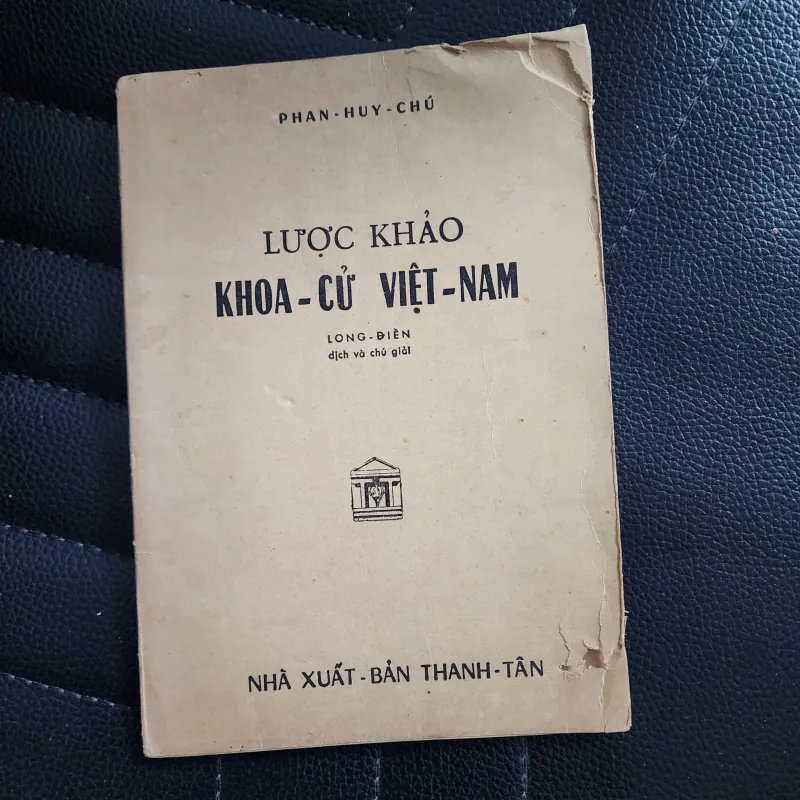 PHAN-HUY-CHÚ
LƯỢC KHẢO
KHOA-CỬ VIỆT-NAM
LONG-ĐIỀN
dịch và chú giải
NHÀ XUẤT-BẢN THANH-TÂN